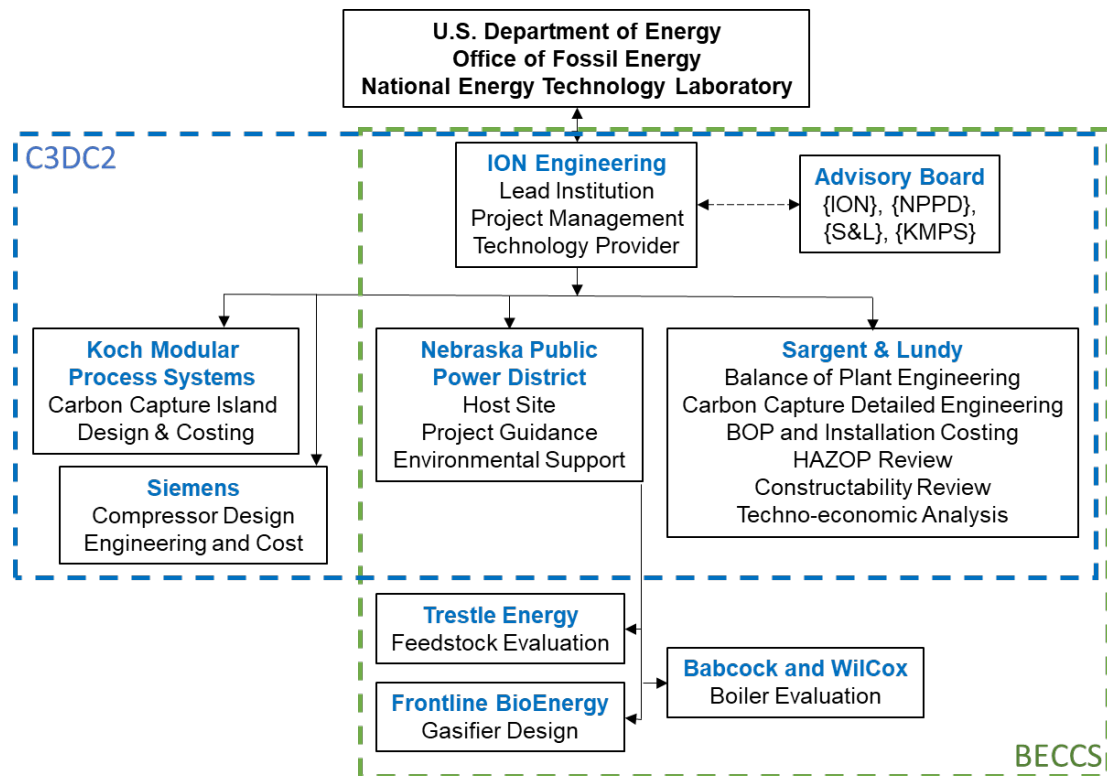 U.S. Department of Energy
Office of Fossil Energy
National Energy Technology Laboratory
C3DC2
ION Engineering
Lead Institution
Project Management
Technology Provider
Advisory Board
{ION}, {NPPD},
{S&L}, {KMPS}
Koch Modular
Process Systems
Carbon Capture Island
Design & Costing
Siemens
Compressor Design
Engineering and Cost
Nebraska Public
Power District
Host Site
Project Guidance
Environmental Support
Sargent & Lundy
Balance of Plant Engineering
Carbon Capture Detailed Engineering
BOP and Installation Costing
HAZOP Review
Constructability Review
Techno-economic Analysis
Trestle Energy
Feedstock Evaluation
Babcock and WilCox
Boiler Evaluation
Frontline BioEnergy
Gasifier Design
BECCS